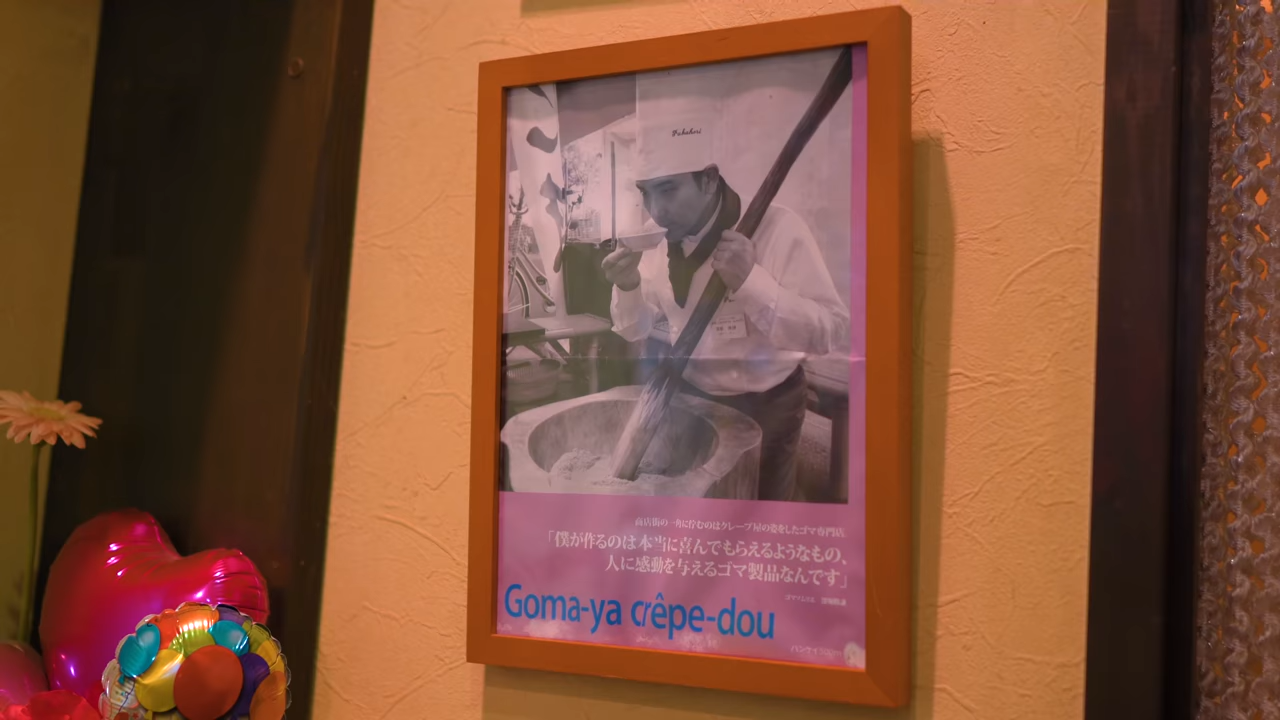 商店街の一角に佇むのはクレープ屋の姿をしたゴマ専門店
「僕が作るのは本当に喜んでもらえるようなもの、
人に感動を与えるゴマ製品なんです」
Goma-ya crêpe-dou